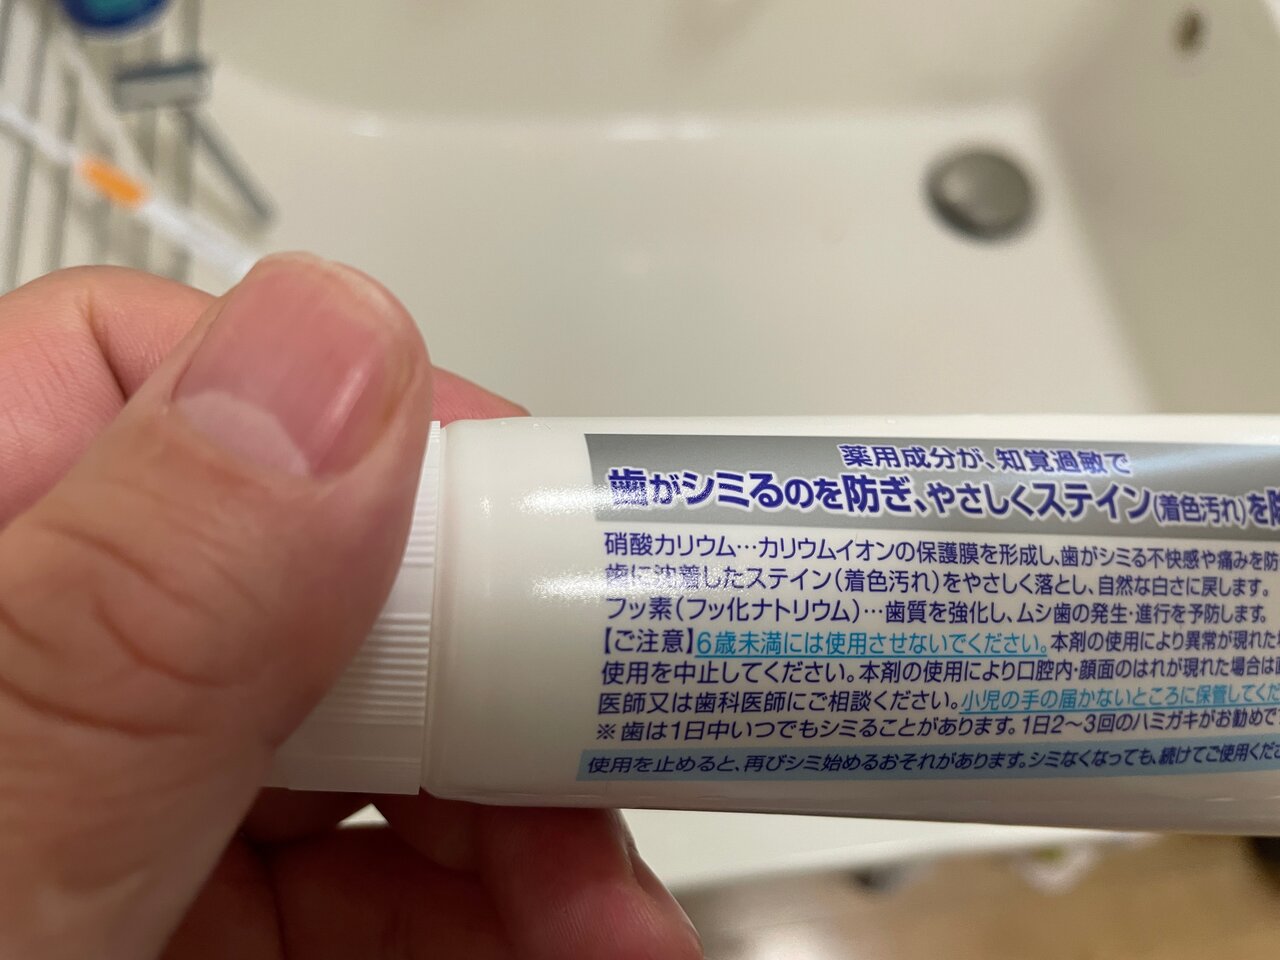 薬用成分が、知覚過敏で
歯がシミるのを防ぎ、やさしくステイン(着色汚れ)を
硝酸カリウム…カリウムイオンの保護膜を形成し、歯がシミる不快感や痛みを防
歯に沈着したステイン(着色汚れ)をやさしく落とし、自然な白さに戻します。
フッ素(フッ化ナトリウム)…歯質を強化し、ムシ歯の発生・進行を予防します。
【ご注意】6歳未満には使用させないでください。本剤の使用により異常が現れた
使用を中止してください。本剤の使用により口腔内・顔面のはれが現れた場合は
医師又は歯科医師にご相談ください。小児の手の届かないところに保管してくだ
※歯は1日中いつでもシミることがあります。1日2〜3回のハミガキがお勧めで
使用を止めると、再びシミ始めるおそれがあります。シミなくなっても、続けてご使用くだ